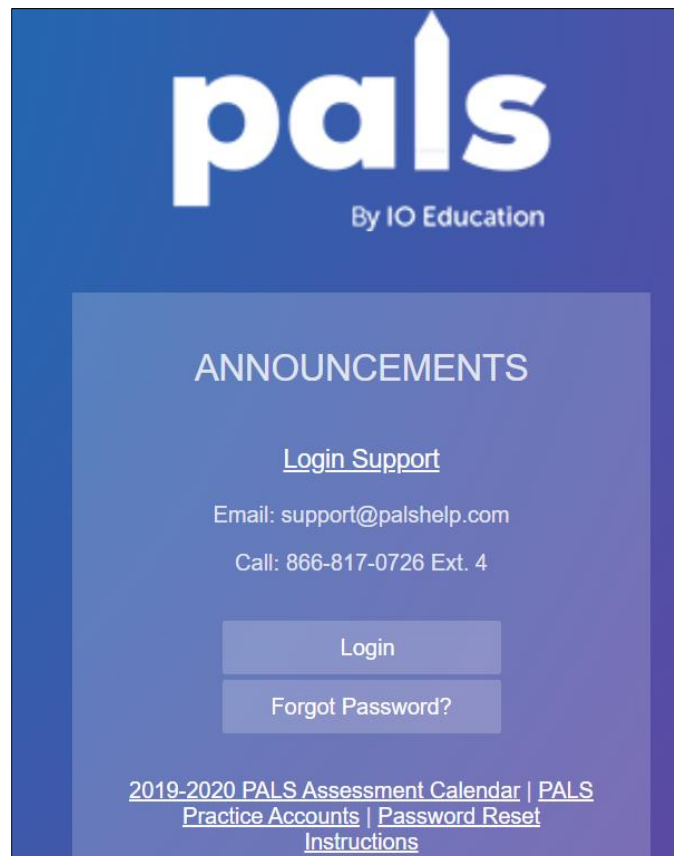 pals
By IO Education
ANNOUNCEMENTS
Login Support
Email: support@palshelp.com
Call: 866-817-0726 Ext. 4
Login
Forgot Password?
2019-2020 PALS Assessment Calendar | PALS
Practice Accounts | Password Reset
Instructions